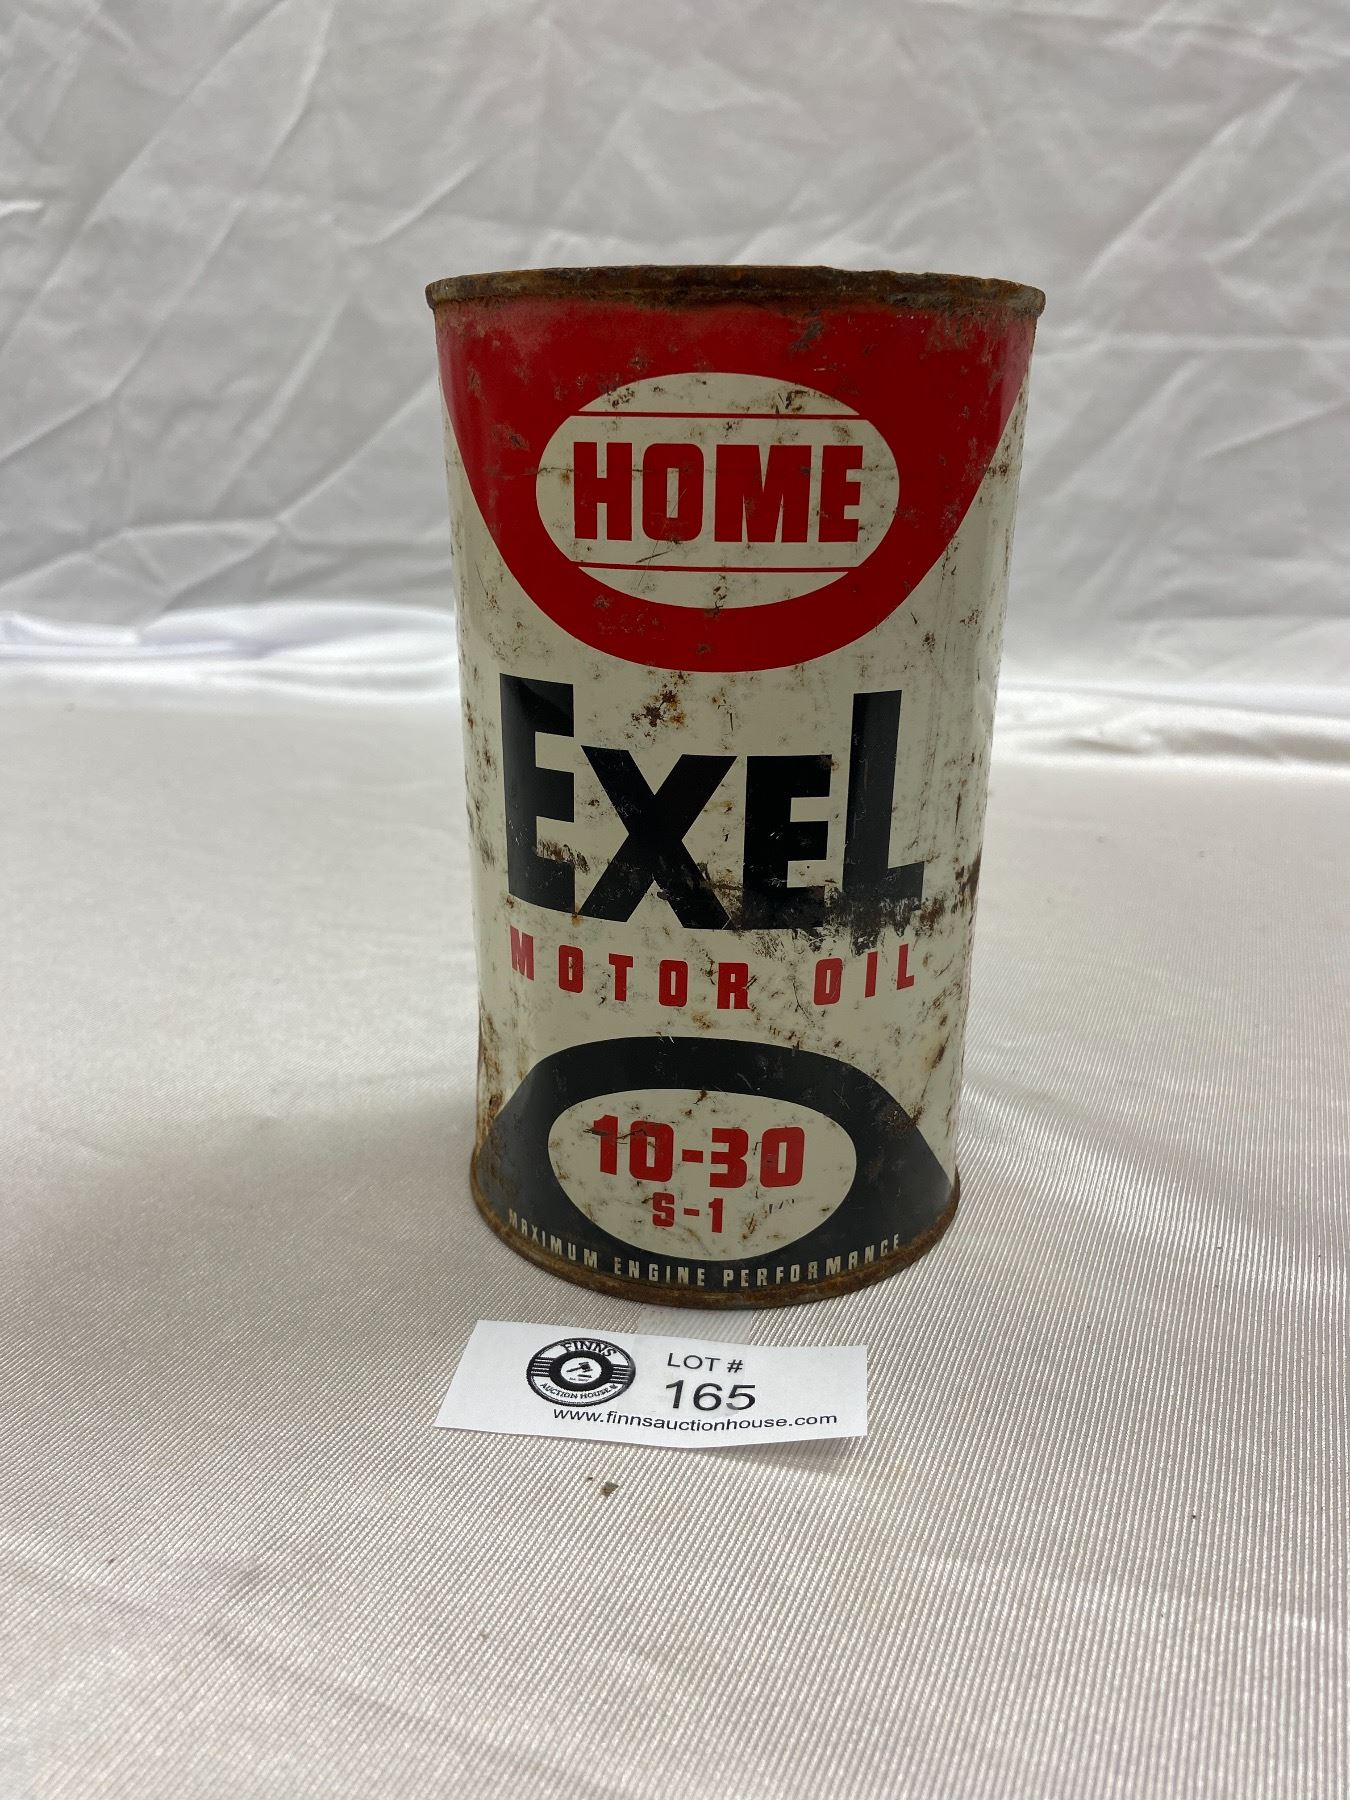 HOME
EXEL
MOTOR OIL
10-30
S-1
MAXIMUM ENGINE PERFORMANCE
FINNS
AUCTION HOUSE
LOT #
165
www.finnsauctionhouse.com